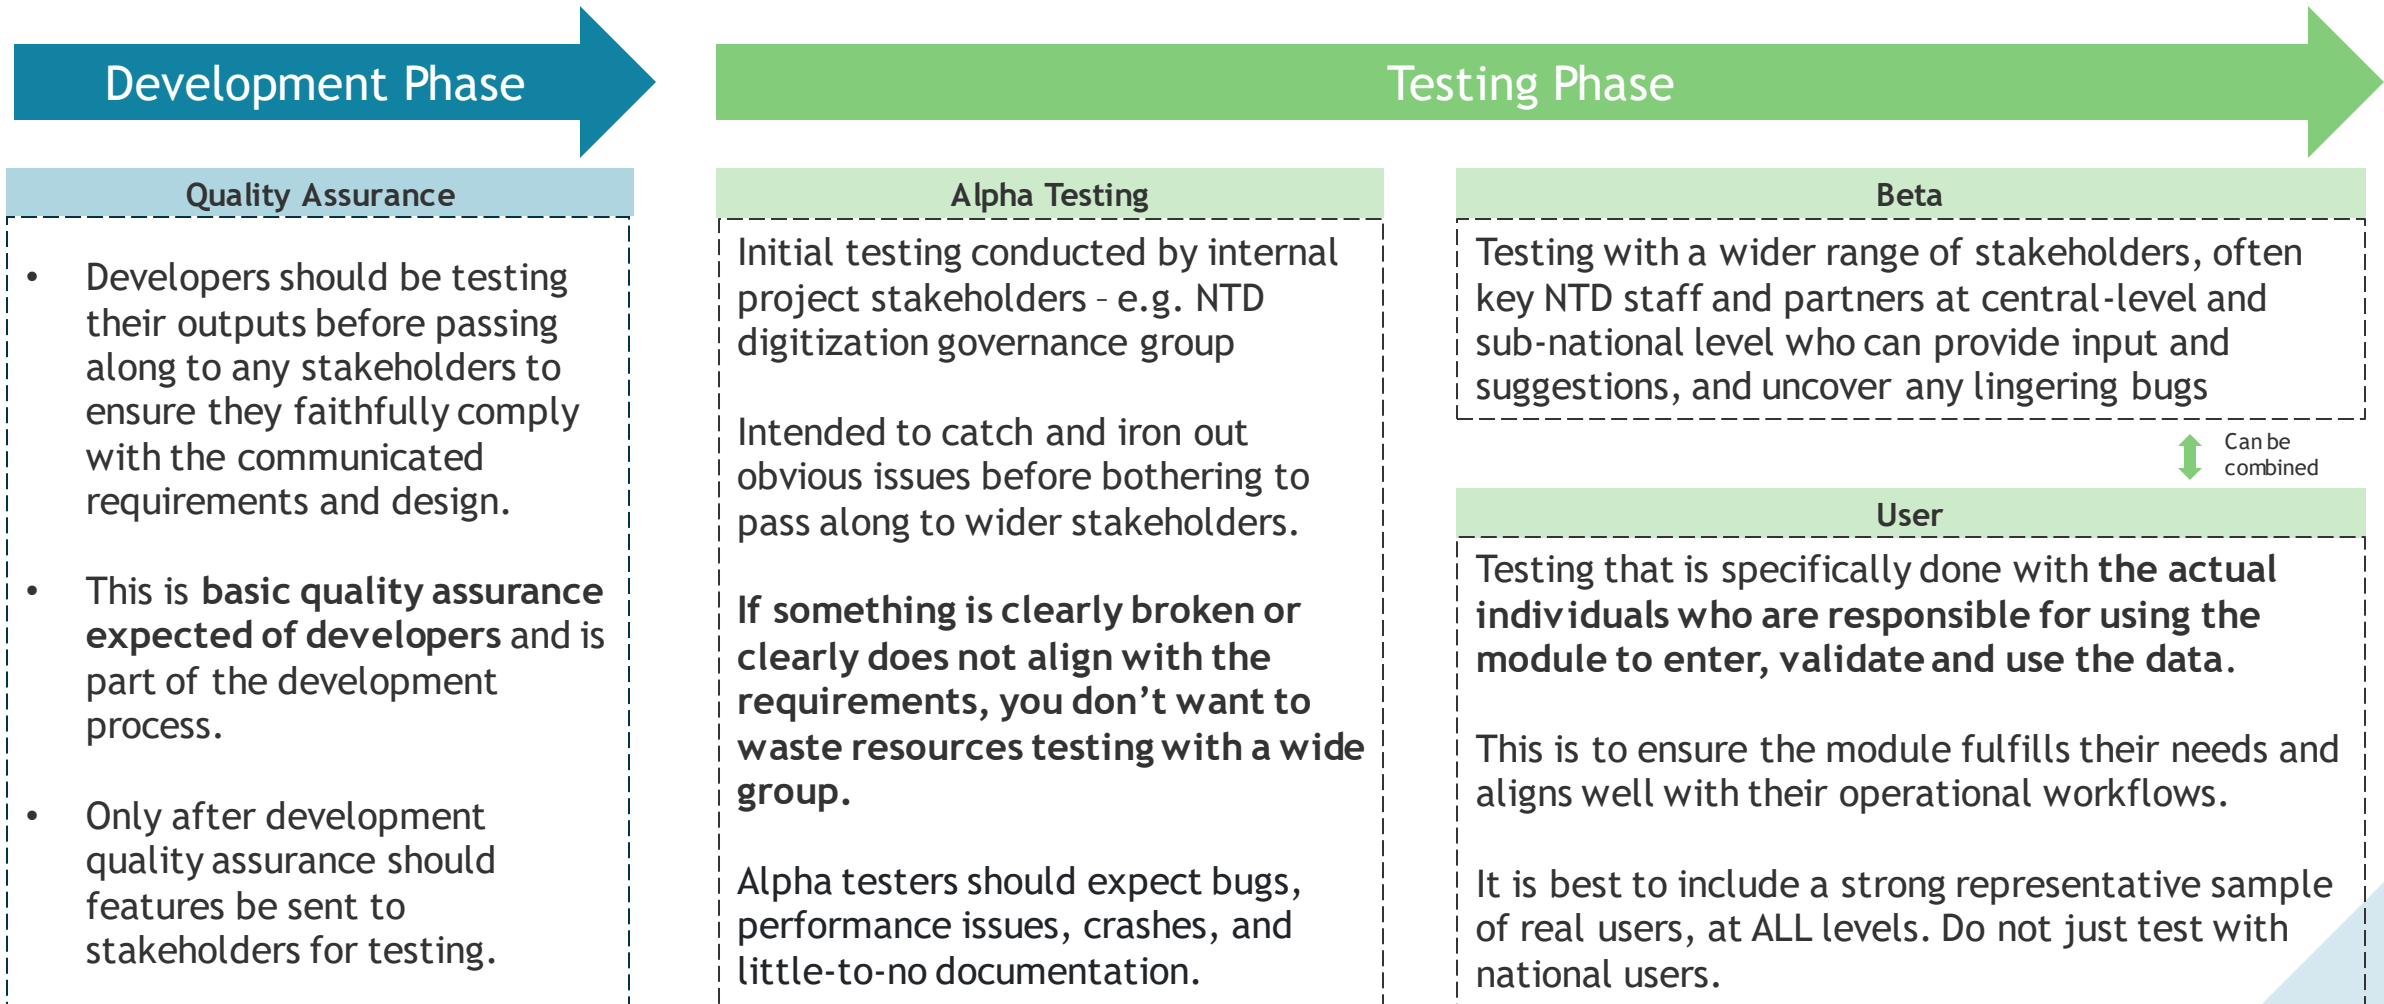 Development Phase
Testing Phase
Quality Assurance
• Developers should be testing
their outputs before passing
along to any stakeholders to
ensure they faithfully comply
with the communicated
requirements and design.
• This is basic quality assurance
expected of developers and is
part of the development
process.
• Only after development
quality assurance should
features be sent to
stakeholders for testing.
Alpha Testing
Initial testing conducted by internal
project stakeholders – e.g. NTD
digitization governance group
Intended to catch and iron out
obvious issues before bothering to
pass along to wider stakeholders.
If something is clearly broken or
clearly does not align with the
requirements, you don’t want to
waste resources testing with a wide
group.
Alpha testers should expect bugs,
performance issues, crashes, and
little-to-no documentation.
Beta
Testing with a wider range of stakeholders, often
key NTD staff and partners at central-level and
sub-national level who can provide input and
suggestions, and uncover any lingering bugs
Can be
combined
User
Testing that is specifically done with the actual
individuals who are responsible for using the
module to enter, validate and use the data.
This is to ensure the module fulfills their needs and
aligns well with their operational workflows.
It is best to include a strong representative sample
of real users, at ALL levels. Do not just test with
national users.